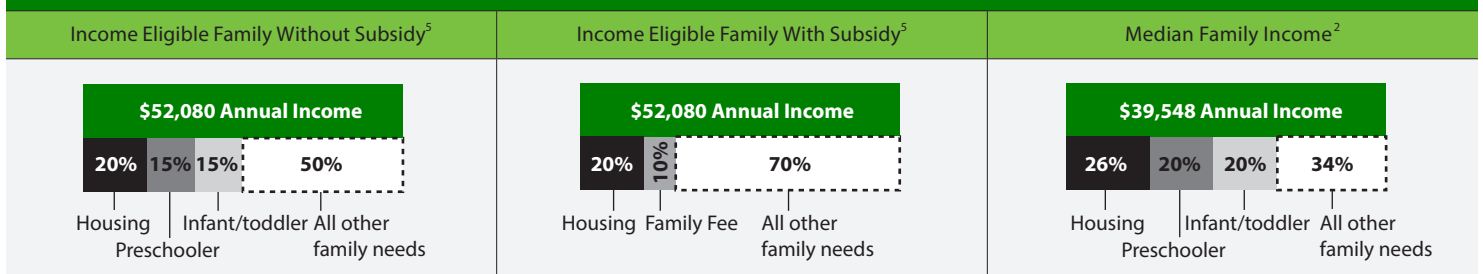 Income Eligible Family Without Subsidy5
$52,080 Annual Income
20% 15% 15% 50%
Housing Infant/toddler All other
Preschooler family needs
Income Eligible Family With Subsidy5
$52,080 Annual Income
20% 10% 70%
Housing Family Fee All other
family needs
Median Family Income2
$39,548 Annual Income
26% 20% 20% 34%
Housing Infant/toddler All other
Preschooler family needs